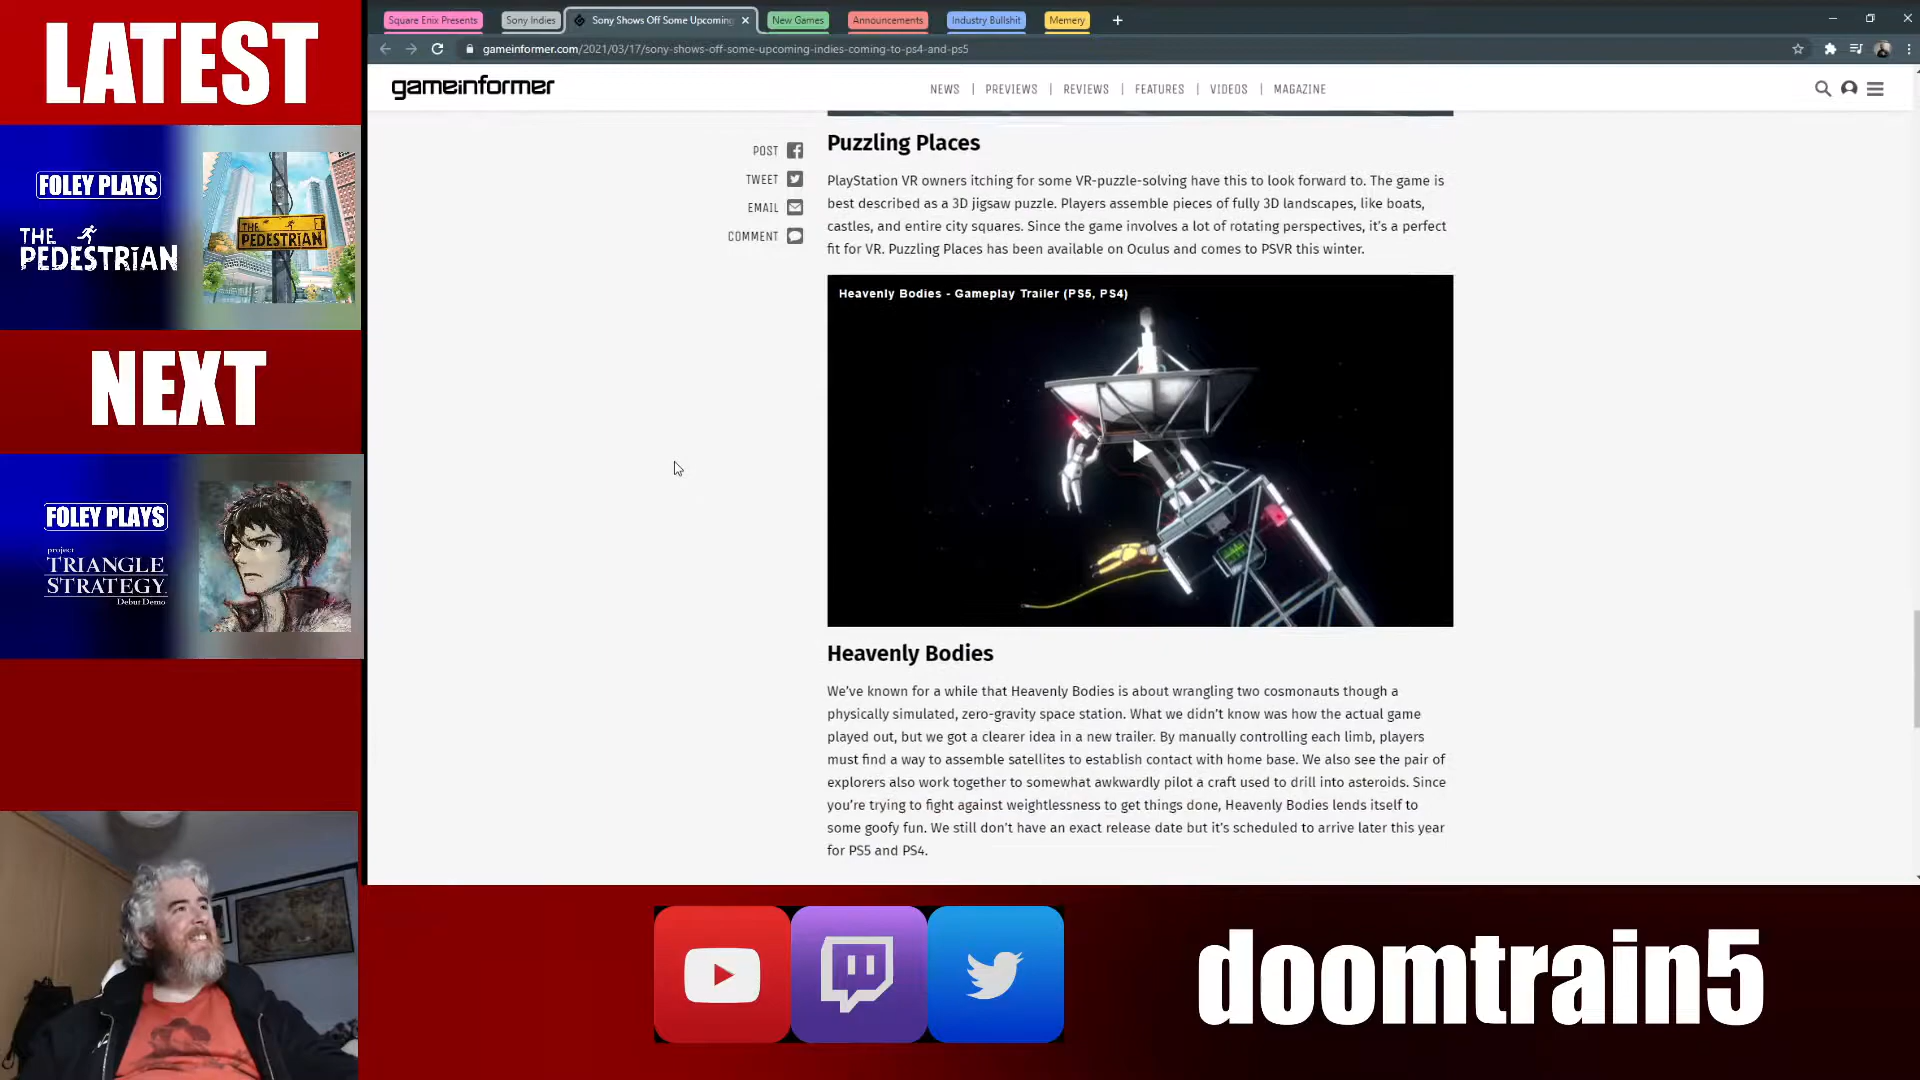 LATEST
FOLEY PLAYS
THE
PEDESTRIAN
THE
PEDESTRIAN
NEXT
FOLEY PLAYS
project
TRIANGLE
STRATEGY
Debut Demo
Square Enix Presents
Sony Indies
Sony Shows Off Some Upcoming
New Games
Announcements
Industry Bullshit
Memery
gameinformer.com/2021/03/17/sony-shows-off-some-upcoming-indies-coming-to-ps4-and-ps5
gameinformer
NEWS | PREVIEWS | REVIEWS | FEATURES | VIDEOS | MAGAZINE
POST
TWEET
EMAIL
COMMENT
Puzzling Places
PlayStation VR owners itching for some VR-puzzle-solving have this to look forward to. The game is
best described as a 3D jigsaw puzzle. Players assemble pieces of fully 3D landscapes, like boats,
castles, and entire city squares. Since the game involves a lot of rotating perspectives, it's a perfect
fit for VR. Puzzling Places has been available on Oculus and comes to PSVR this winter.
Heavenly Bodies - Gameplay Trailer (PS5, PS4)
Heavenly Bodies
We've known for a while that Heavenly Bodies is about wrangling two cosmonauts though a
physically simulated, zero-gravity space station. What we didn't know was how the actual game
played out, but we got a clearer idea in a new trailer. By manually controlling each limb, players
must find a way to assemble satellites to establish contact with home base. We also see the pair of
explorers also work together to somewhat awkwardly pilot a craft used to drill into asteroids. Since
you're trying to fight against weightlessness to get things done, Heavenly Bodies lends itself to
some goofy fun. We still don't have an exact release date but it's scheduled to arrive later this year
for PS5 and PS4.
doomtrain5